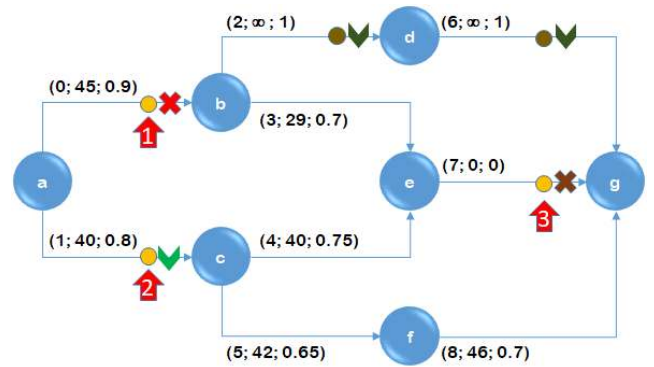 (2; ∞; 1)
d
(6; ∞; 1)
(0; 45; 0.9)
b
1
(3; 29; 0.7)
a
e
(7; 0; 0)
g
3
(1; 40; 0.8)
c
(4; 40; 0.75)
2
f
(5; 42; 0.65)
(8; 46; 0.7)